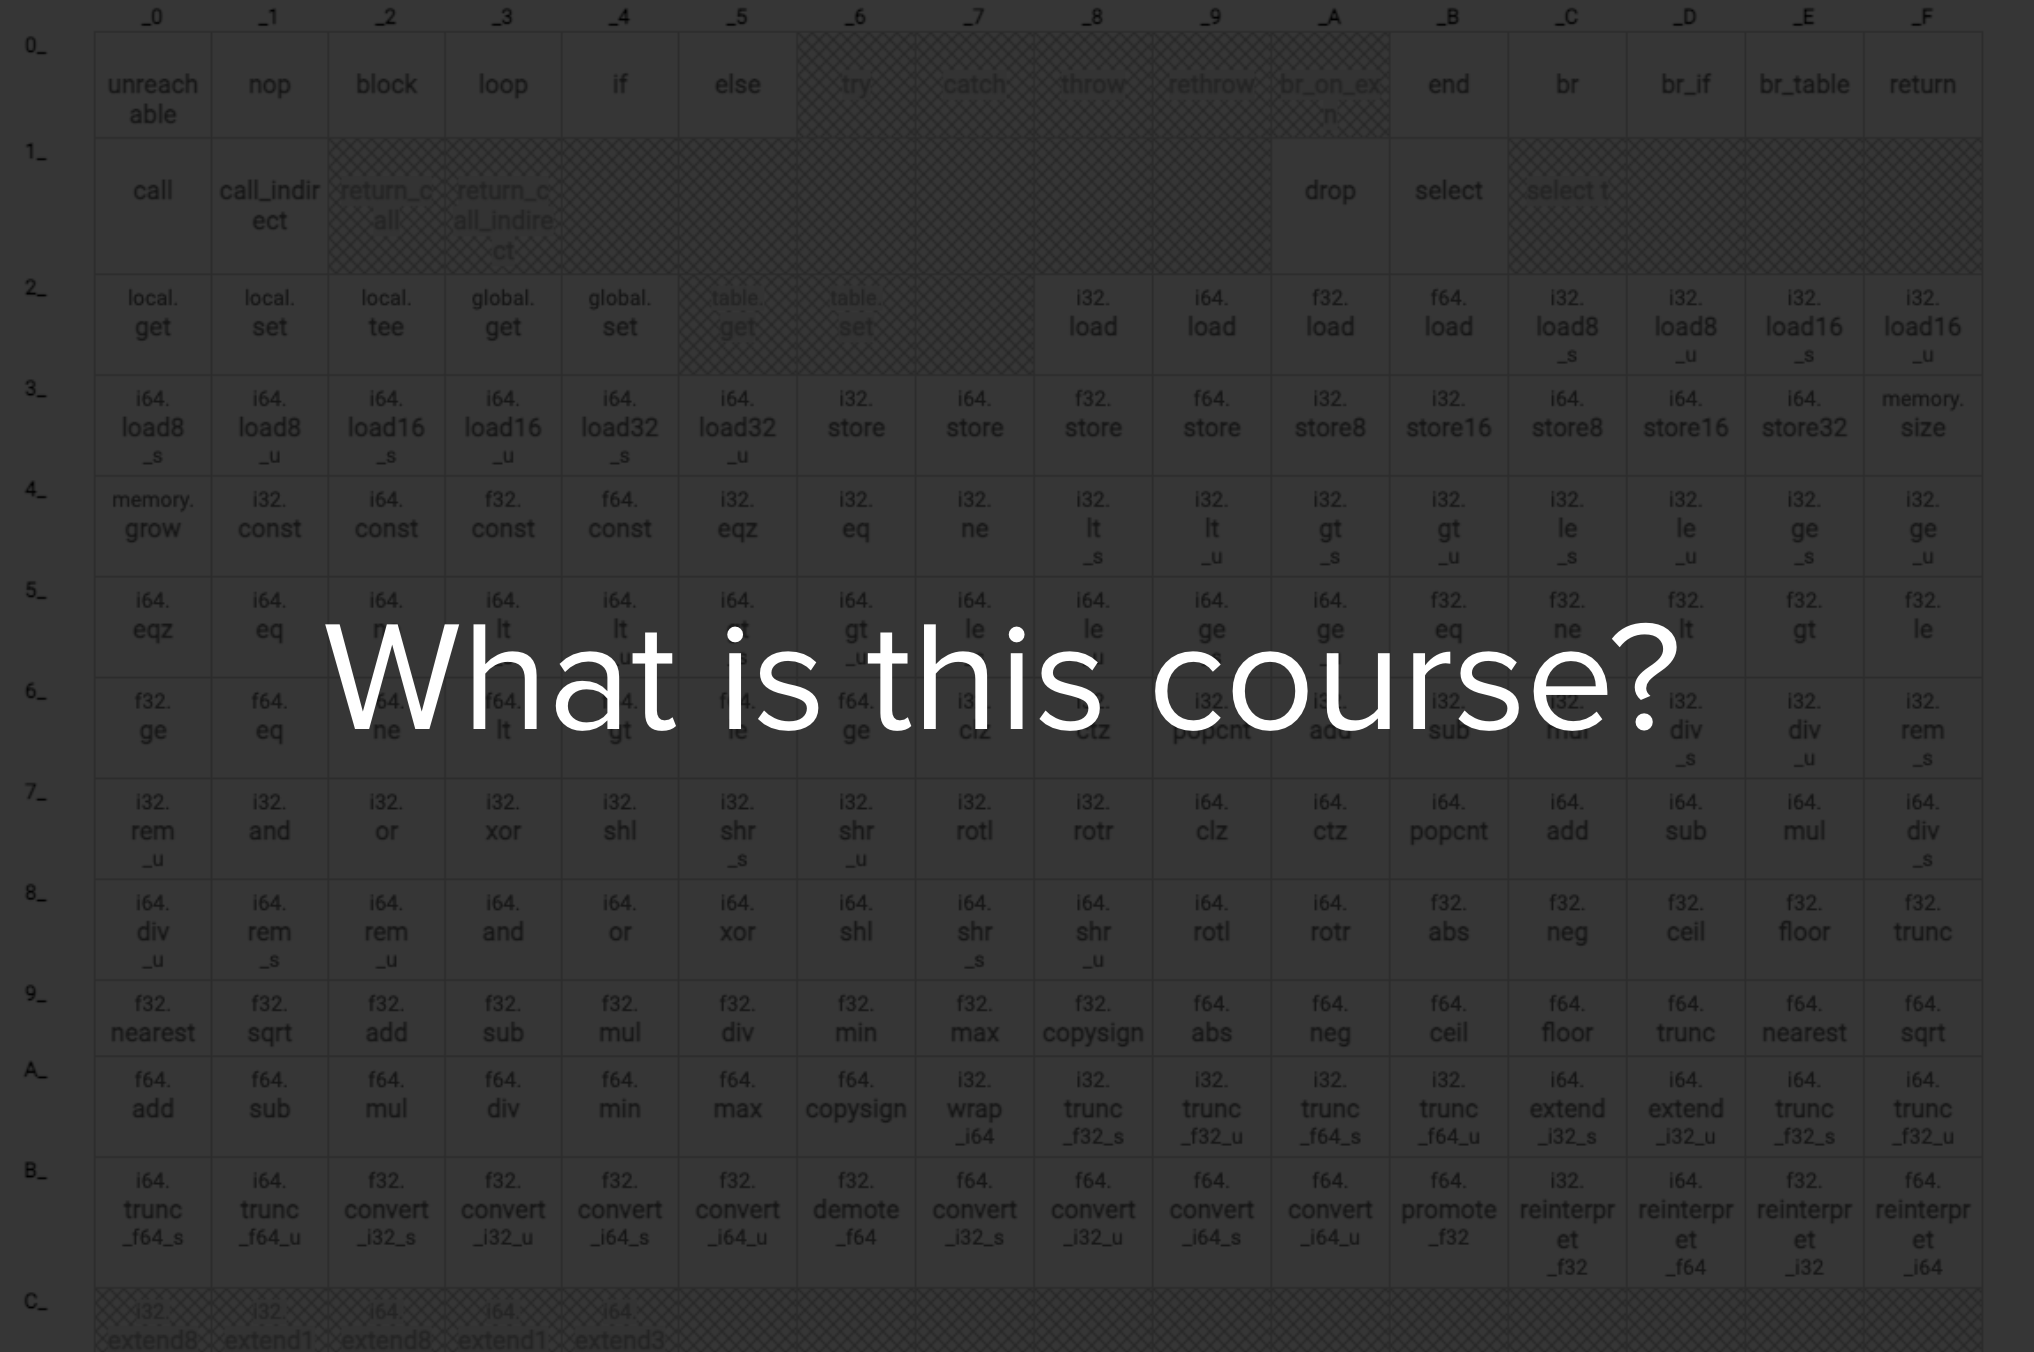 _0 _1 _2 _3 _4 _5 _6 _7 _8 _9 _A _B _C _D _E _F
0_
unreach nop block loop if else try catch throw rethrow br_on_ex end br br_if br_table return
able n
1_
call call_indir return_c return_c drop select select t
ect all all_indire
ct
2_
local. local. local. global. global. table. table. i32. i64. f32. f64. i32. i32. i32. i32.
get set tee get set get set load load load load load8 load8 load16 load16
_s _u _s _u
3_
i64. i64. i64. i64. i64. i64. i32. i64. f32. f64. i32. i32. i64. i64. i64. memory.
load8 load8 load16 load16 load32 load32 store store store store store8 store16 store8 store16 store32 size
_s _u _s _u _s _u
4_
memory. i32. i64. f32. f64. i32. i32. i32. i32. i32. i32. i32. i32. i32. i32. i32.
grow const const const const eqz eq ne lt lt gt gt le le ge ge
_s _u _s _u _s _u _s _u
5_
i64. i64. i64. i64. i64. i64. i64. i64. i64. i64. i64. f32. f32. f32. f32. f32.
eqz eq lt lt gt gt le le ge ge eq ne lt gt le
What is this course?
6_
f32. f64. f64. f64. f64. f64. f64. i32. i32. i32. i32. i32. i32. i32. i32. i32.
ge eq ne lt gt le ge clz ctz popcnt add sub mul div div rem
_s _u _s
7_
i32. i32. i32. i32. i32. i32. i32. i32. i32. i64. i64. i64. i64. i64. i64. i64.
rem and or xor shl shr shr rotl rotr clz ctz popcnt add sub mul div
_u _s _u _s
8_
i64. i64. i64. i64. i64. i64. i64. i64. i64. i64. i64. f32. f32. f32. f32. f32.
div rem rem and or xor shl shr shr rotl rotr abs neg ceil floor trunc
_u _s _u _s _u
9_
f32. f32. f32. f32. f32. f32. f32. f32. f32. f64. f64. f64. f64. f64. f64. f64.
nearest sqrt add sub mul div min max copysign abs neg ceil floor trunc nearest sqrt
A_
f64. f64. f64. f64. f64. f64. f64. i32. i32. i32. i32. i32. i64. i64. i64. i64.
add sub mul div min max copysign wrap trunc trunc trunc trunc extend extend trunc trunc
_i64 _f32_s _f32_u _f64_s _f64_u _i32_s _i32_u _f32_s _f32_u
B_
i64. i64. f32. f32. f32. f32. f32. f64. f64. f64. f64. f64. i32. i64. f32. f64.
trunc trunc convert convert convert convert demote convert convert convert convert promote reinterpr reinterpr reinterpr reinterpr
_f64_s _f64_u _i32_s _i32_u _i64_s _i64_u _f64 _i32_s _i32_u _i64_s _i64_u _f32 et et et et
_f32 _f64 _i32 _i64
C_
i32. i32. i64. i64. i64.
extend8 extend1 extend8 extend1 extend3